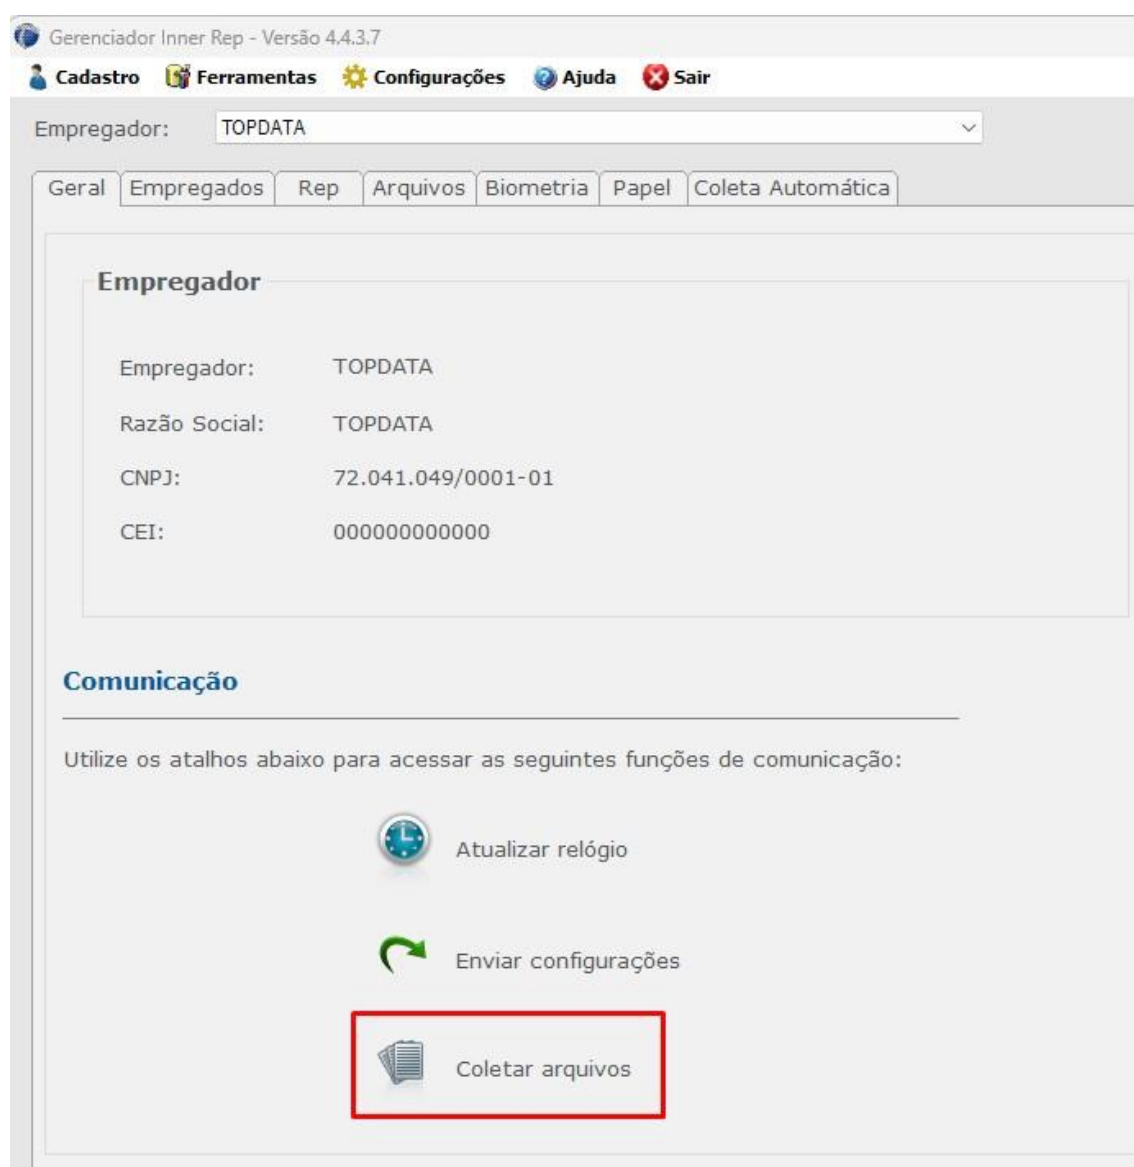 Gerenciador Inner Rep - Versão 4.4.3.7
Cadastro Ferramentas Configurações Ajuda Sair
Empregador: TOPDATA
Geral Empregados Rep Arquivos Biometria Papel Coleta Automática
Empregador
Empregador: TOPDATA
Razão Social: TOPDATA
CNPJ: 72.041.049/0001-01
CEI: 000000000000
Comunicação
Utilize os atalhos abaixo para acessar as seguintes funções de comunicação:
Atualizar relógio
Enviar configurações
Coletar arquivos